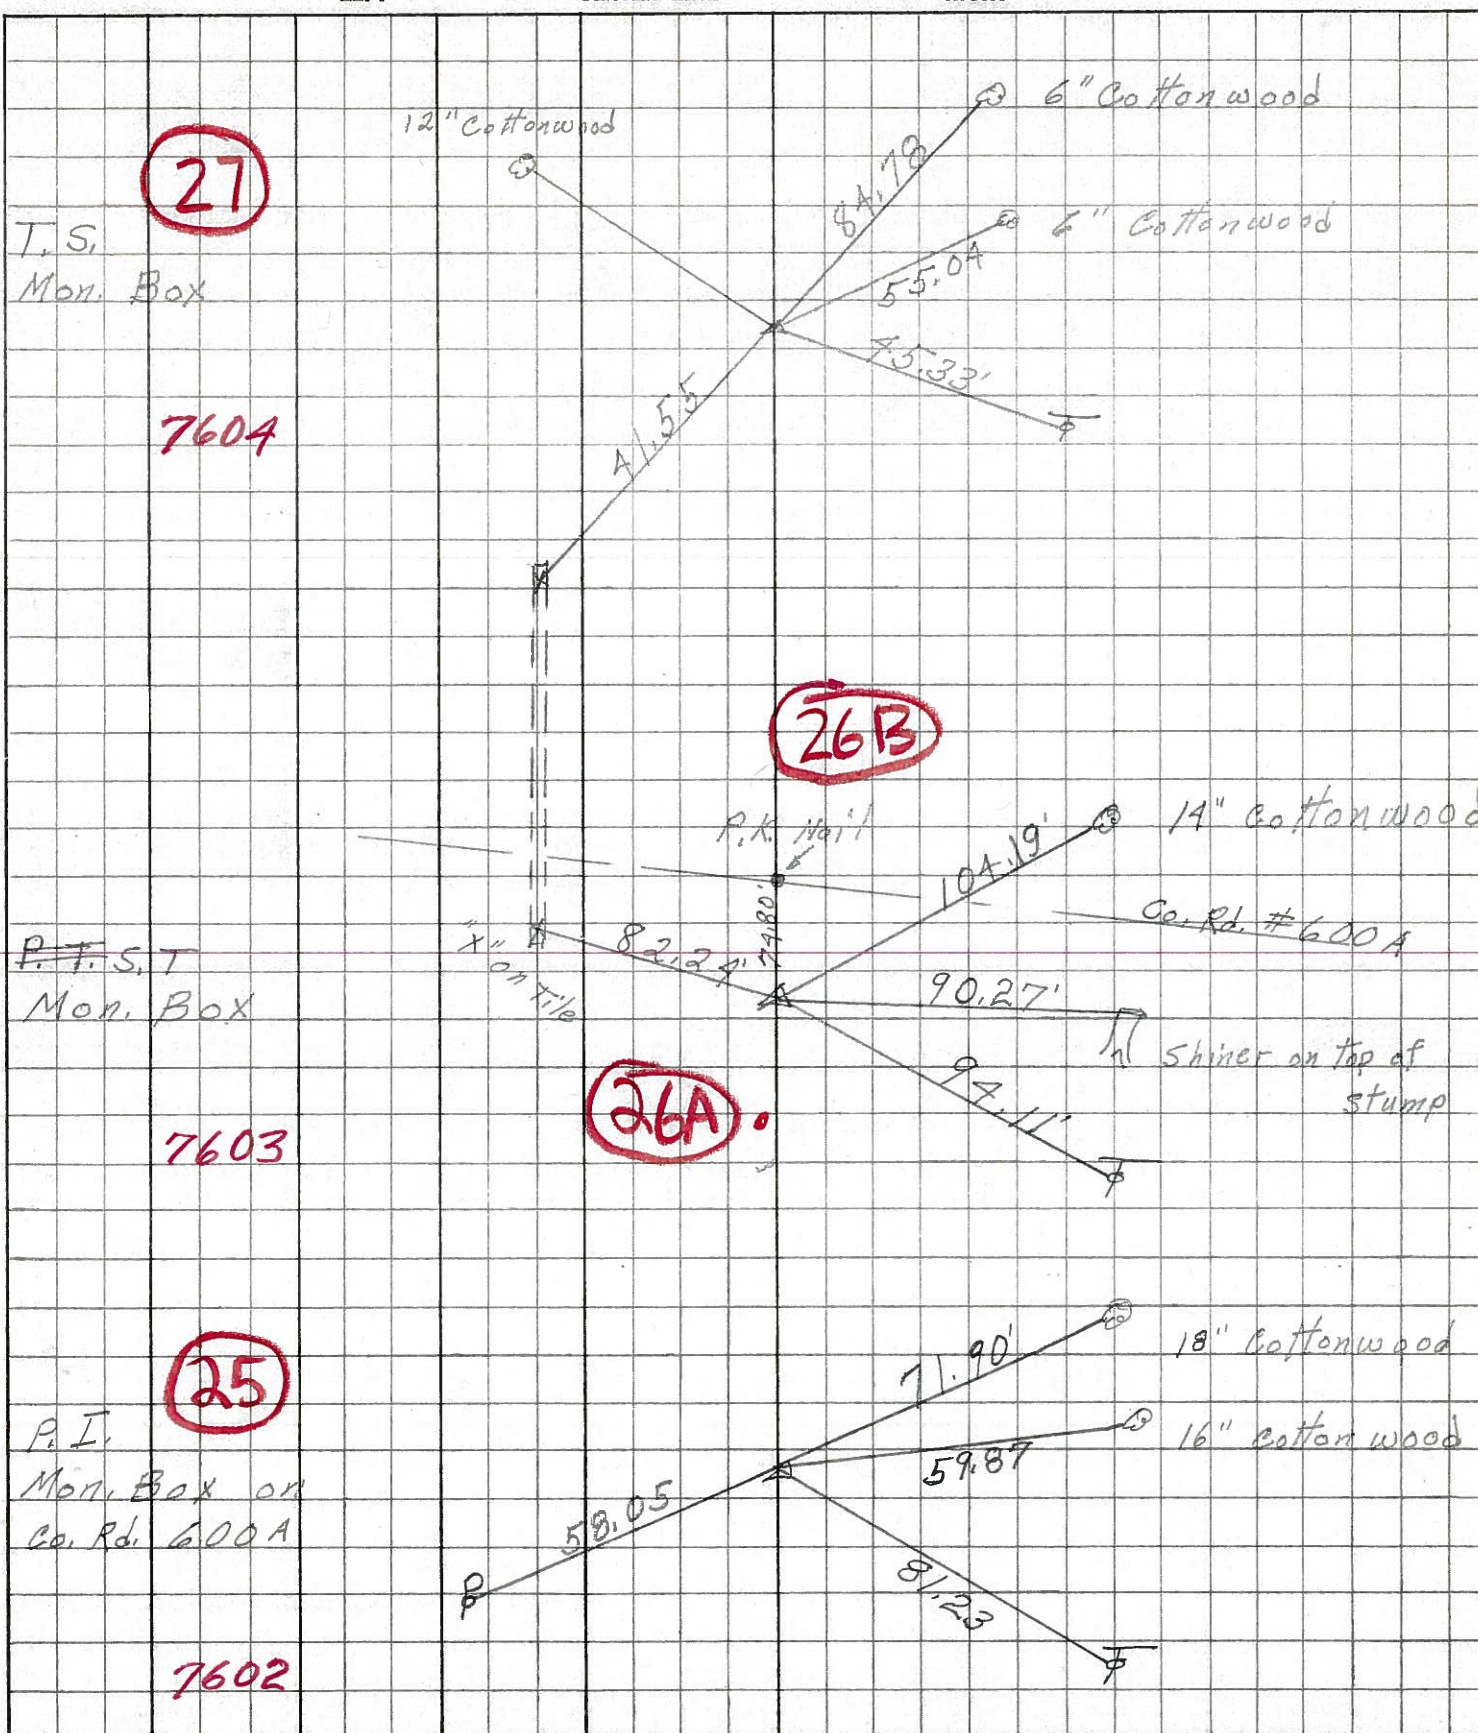 12" Cottonwood
6" Cottonwood
27
84.78
T. S.
Mon. Box
6" Cottonwood
55.04
45.33'
7604
41.55
26B
P.K. Nail
14" Cottonwood
104.19'
74.80'
Co. Rd. #600A
"x" on Tile
82.24'
P.T. S.T
Mon. Box
90.27'
Shiner on top of
stump
94.11'
26A
7603
25
71.90'
18" Cottonwood
P.I.
Mon. Box on
Co. Rd. 600A
16" Cottonwood
59.87
58.05
81.23
7602